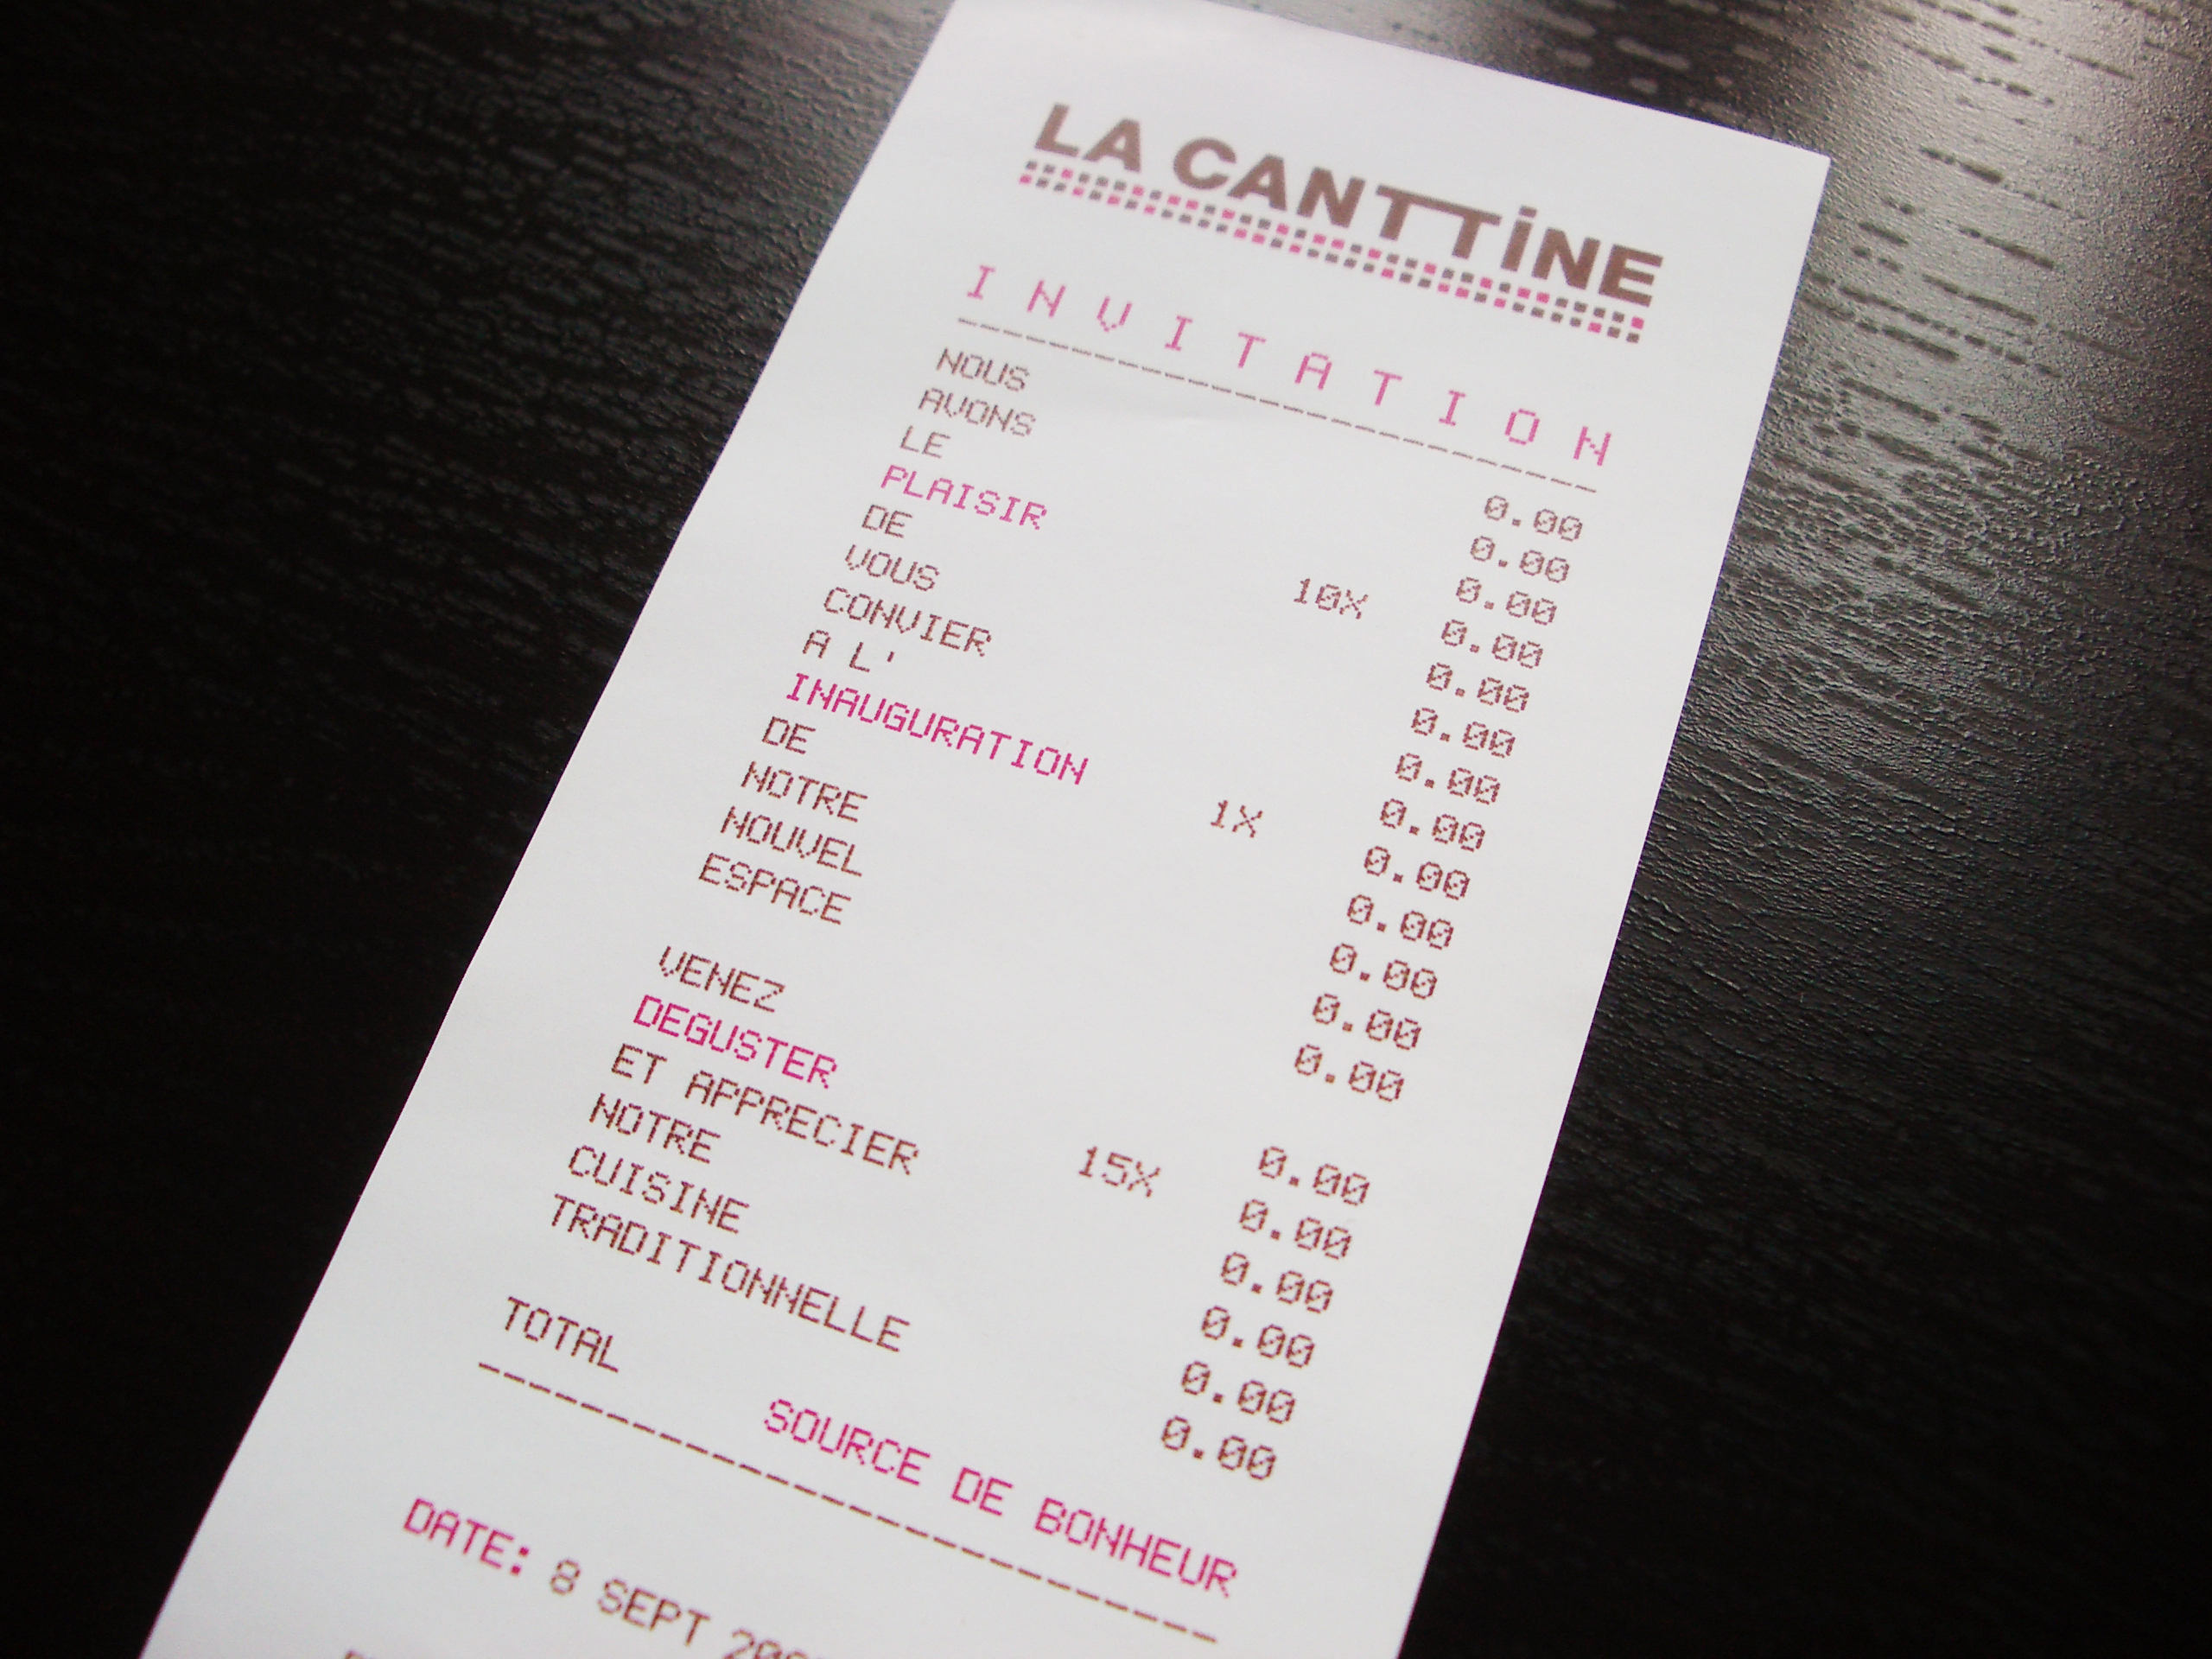 LA CANTTINE
INVITATION
NOUS 0.00
AVONS 0.00
LE 0.00
PLAISIR 10X 0.00
DE 0.00
VOUS 0.00
CONVIER 0.00
A L' 0.00
INAUGURATION 1X 0.00
DE 0.00
NOTRE 0.00
NOUVEL 0.00
ESPACE 0.00
VENEZ 0.00
DEGUSTER 15X 0.00
ET APPRECIER 0.00
NOTRE 0.00
CUISINE 0.00
TRADITIONNELLE 0.00
TOTAL SOURCE DE BONHEUR
DATE: 8 SEPT